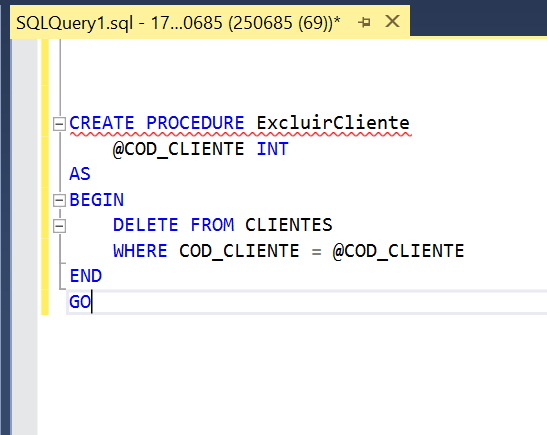 SQLQuery1.sql - 17...0685 (250685 (69))*
CREATE PROCEDURE ExcluirCliente
@COD_CLIENTE INT
AS
BEGIN
DELETE FROM CLIENTES
WHERE COD_CLIENTE = @COD_CLIENTE
END
GO